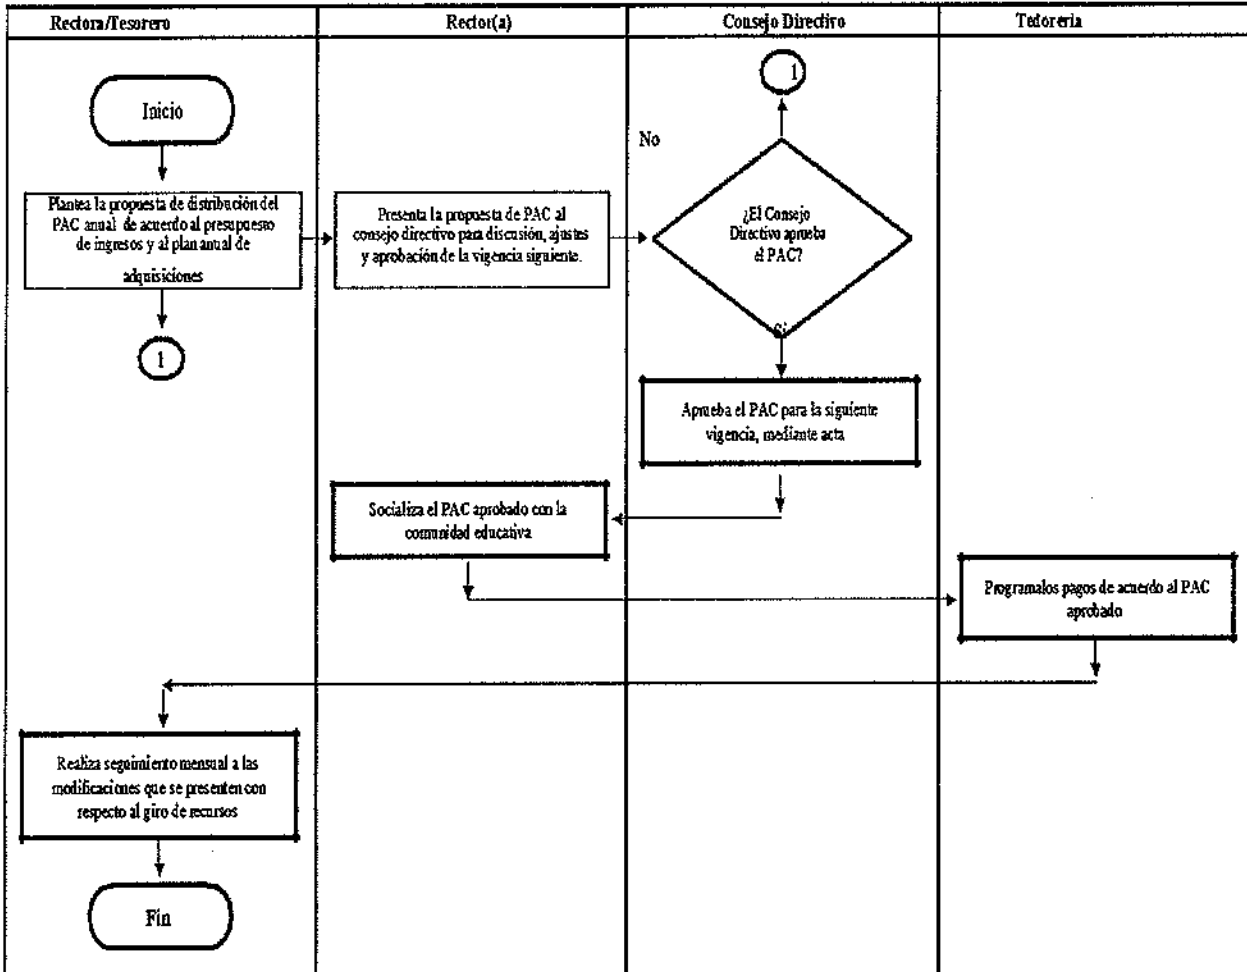 Rectora/Tesorero
Rector(a)
Consejo Directivo
Tedoreria
Inicio
1
No
Plantea la propuesta de distribución del
PAC anual de acuerdo al presupuesto
de ingresos y al plan anual de
adquisiciones
Presenta la propuesta de PAC al
consejo directivo para discusión, ajustes
y aprobación de la vigencia siguiente.
¿El Consejo
Directivo aprueba
el PAC?
Si
1
Aprueba el PAC para la siguiente
vigencia, mediante acta
Socializa el PAC aprobado con la
comunidad educativa
Programalos pagos de acuerdo al PAC
aprobado
Realiza seguimiento mensual a las
modificaciones que se presenten con
respecto al giro de recursos
Fin